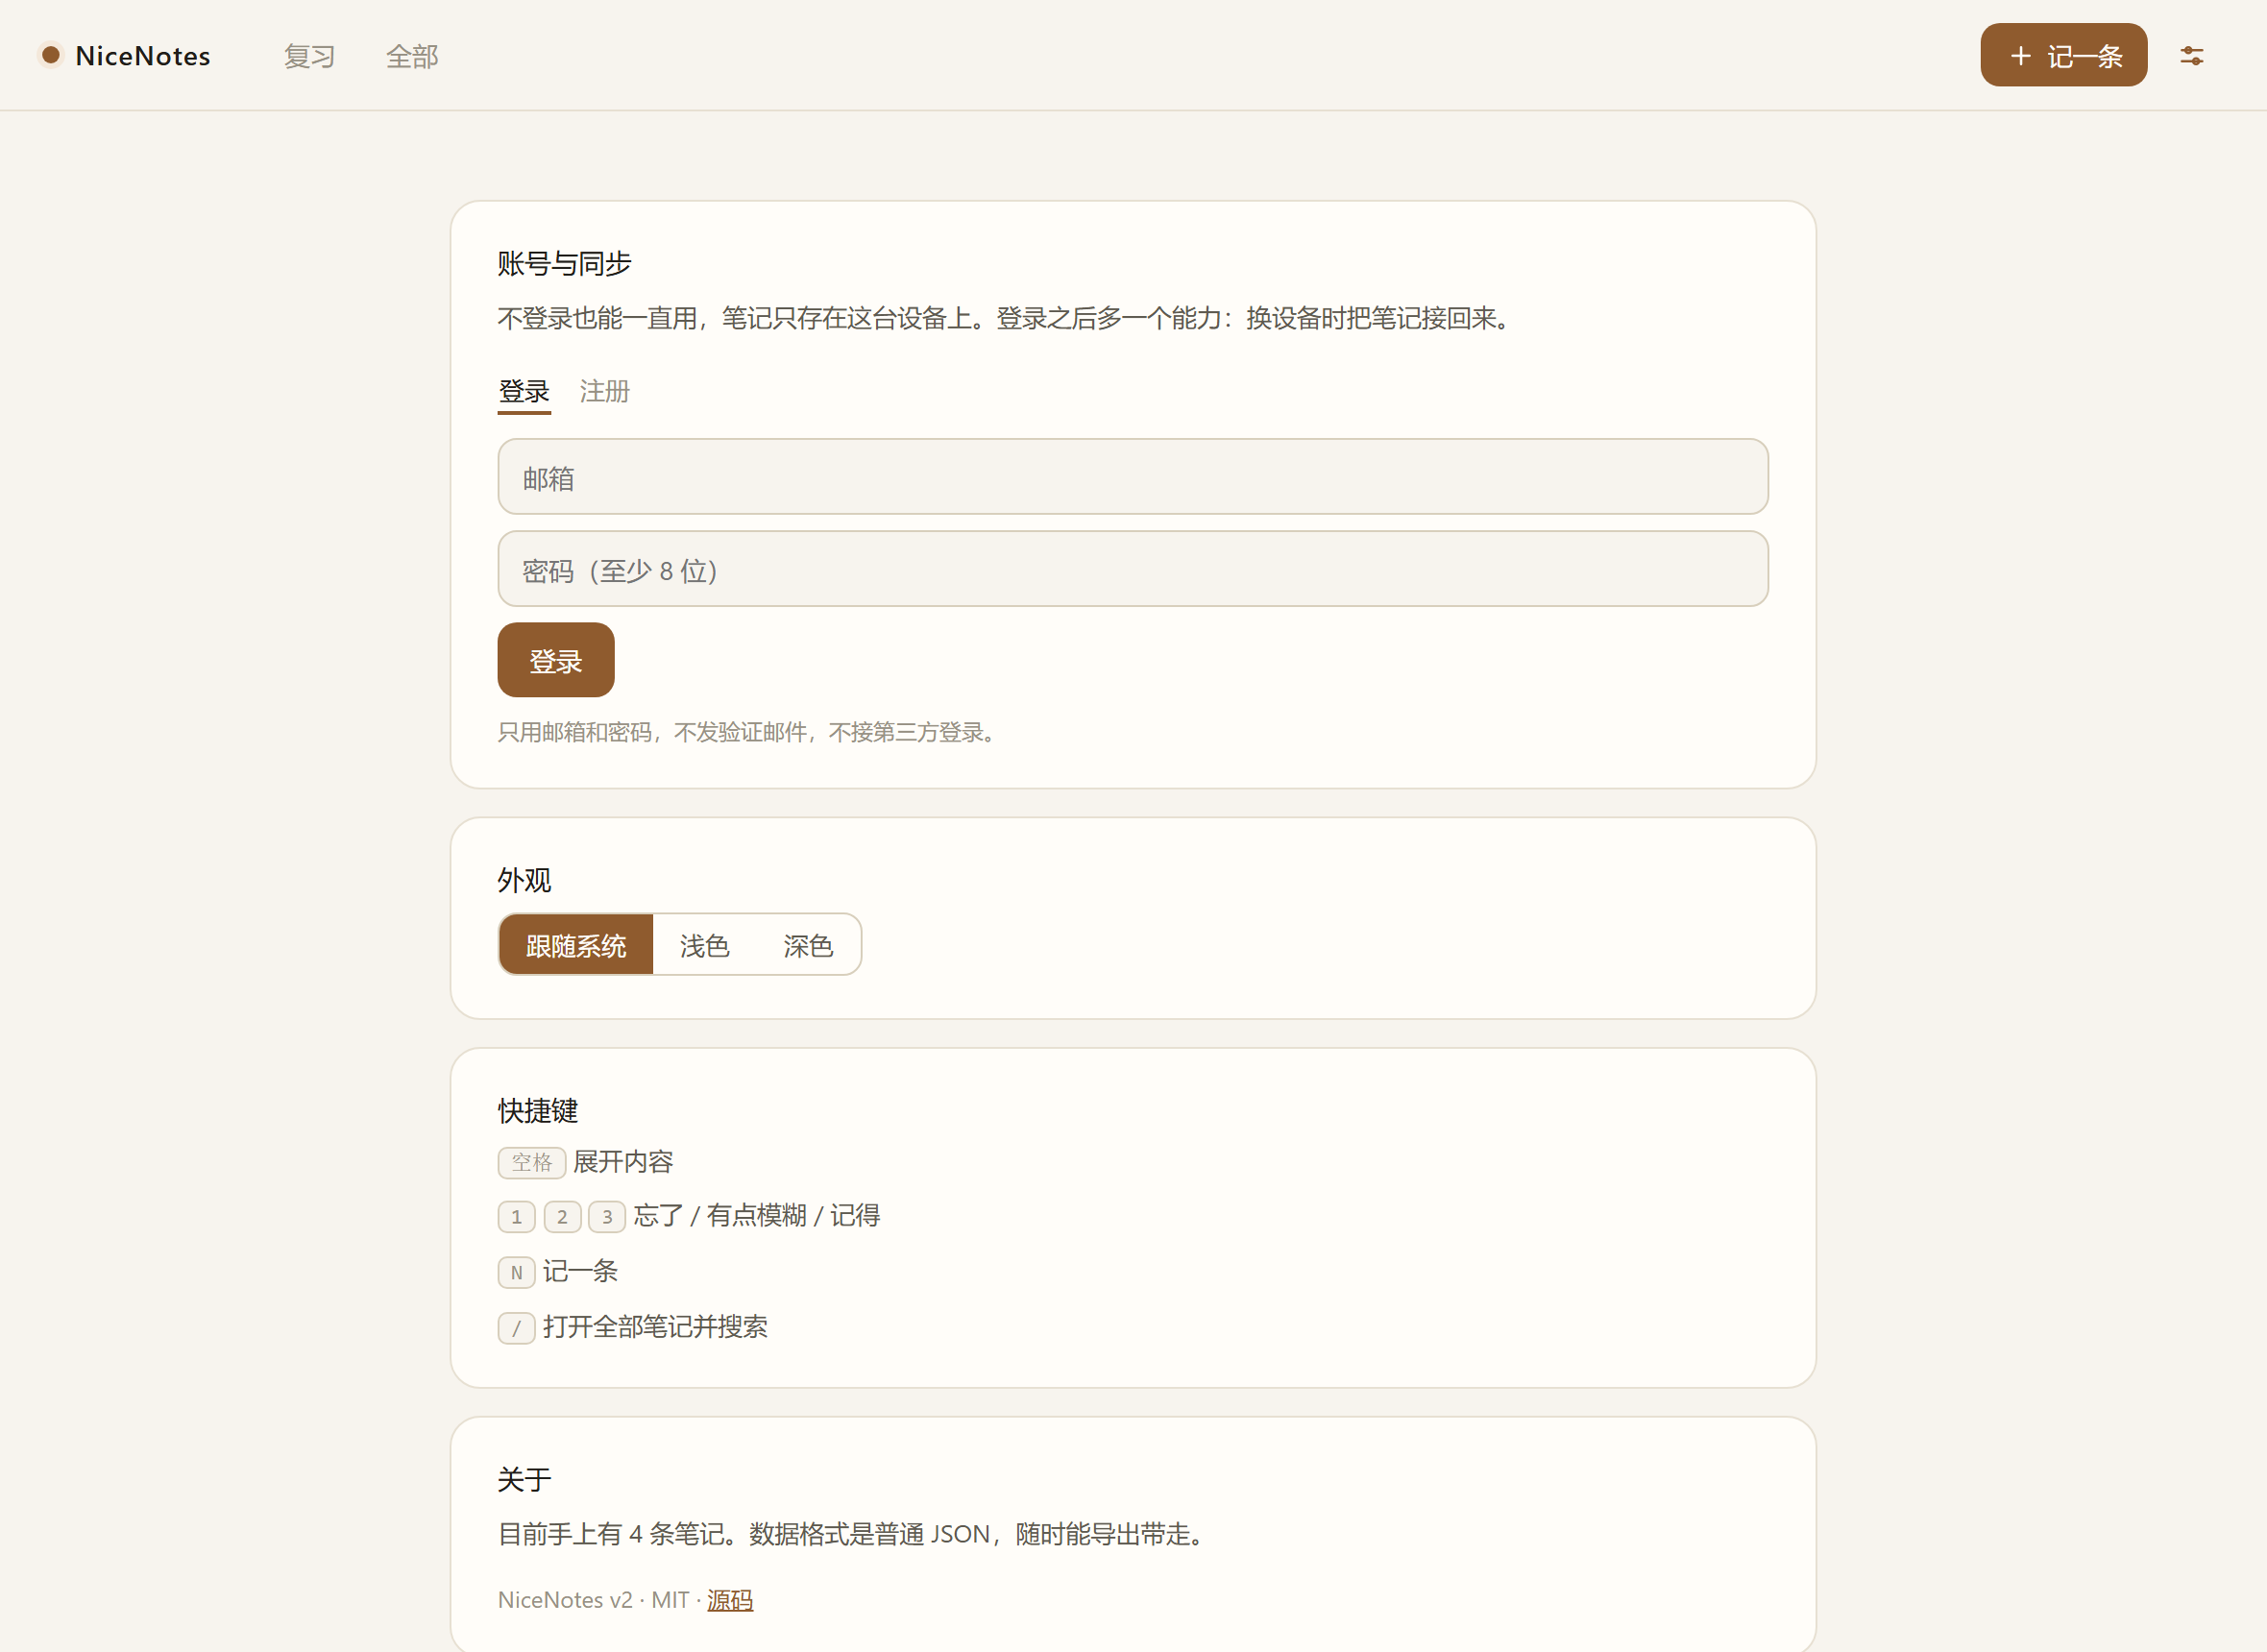 NiceNotes 复习 全部 + 记一条
账号与同步
不登录也能一直用，笔记只存在这台设备上。登录之后多一个能力：换设备时把笔记接回来。
登录 注册
邮箱
密码（至少 8 位）
登录
只用邮箱和密码，不发验证邮件，不接第三方登录。
外观
跟随系统 浅色 深色
快捷键
空格 展开内容
1 2 3 忘了 / 有点模糊 / 记得
N 记一条
/ 打开全部笔记并搜索
关于
目前手上有 4 条笔记。数据格式是普通 JSON，随时能导出带走。
NiceNotes v2 · MIT · 源码